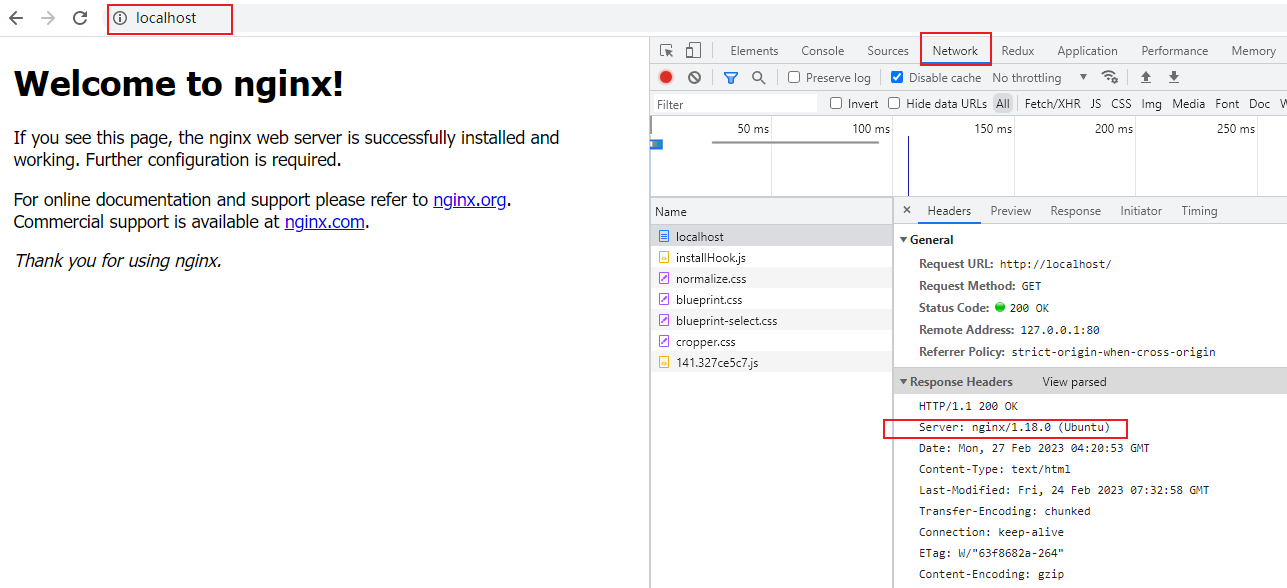 localhost
Welcome to nginx!
If you see this page, the nginx web server is successfully installed and
working. Further configuration is required.
For online documentation and support please refer to nginx.org.
Commercial support is available at nginx.com.
Thank you for using nginx.
Elements Console Sources Network Redux Application Performance Memory
Preserve log Disable cache No throttling
Filter Invert Hide data URLs All Fetch/XHR JS CSS Img Media Font Doc
50 ms 100 ms 150 ms 200 ms 250 ms
Name
localhost
installHook.js
normalize.css
blueprint.css
blueprint-select.css
cropper.css
141.327ce5c7.js
× Headers Preview Response Initiator Timing
General
Request URL: http://localhost/
Request Method: GET
Status Code: 200 OK
Remote Address: 127.0.0.1:80
Referrer Policy: strict-origin-when-cross-origin
Response Headers View parsed
HTTP/1.1 200 OK
Server: nginx/1.18.0 (Ubuntu)
Date: Mon, 27 Feb 2023 04:20:53 GMT
Content-Type: text/html
Last-Modified: Fri, 24 Feb 2023 07:32:58 GMT
Transfer-Encoding: chunked
Connection: keep-alive
ETag: W/"63f8682a-264"
Content-Encoding: gzip